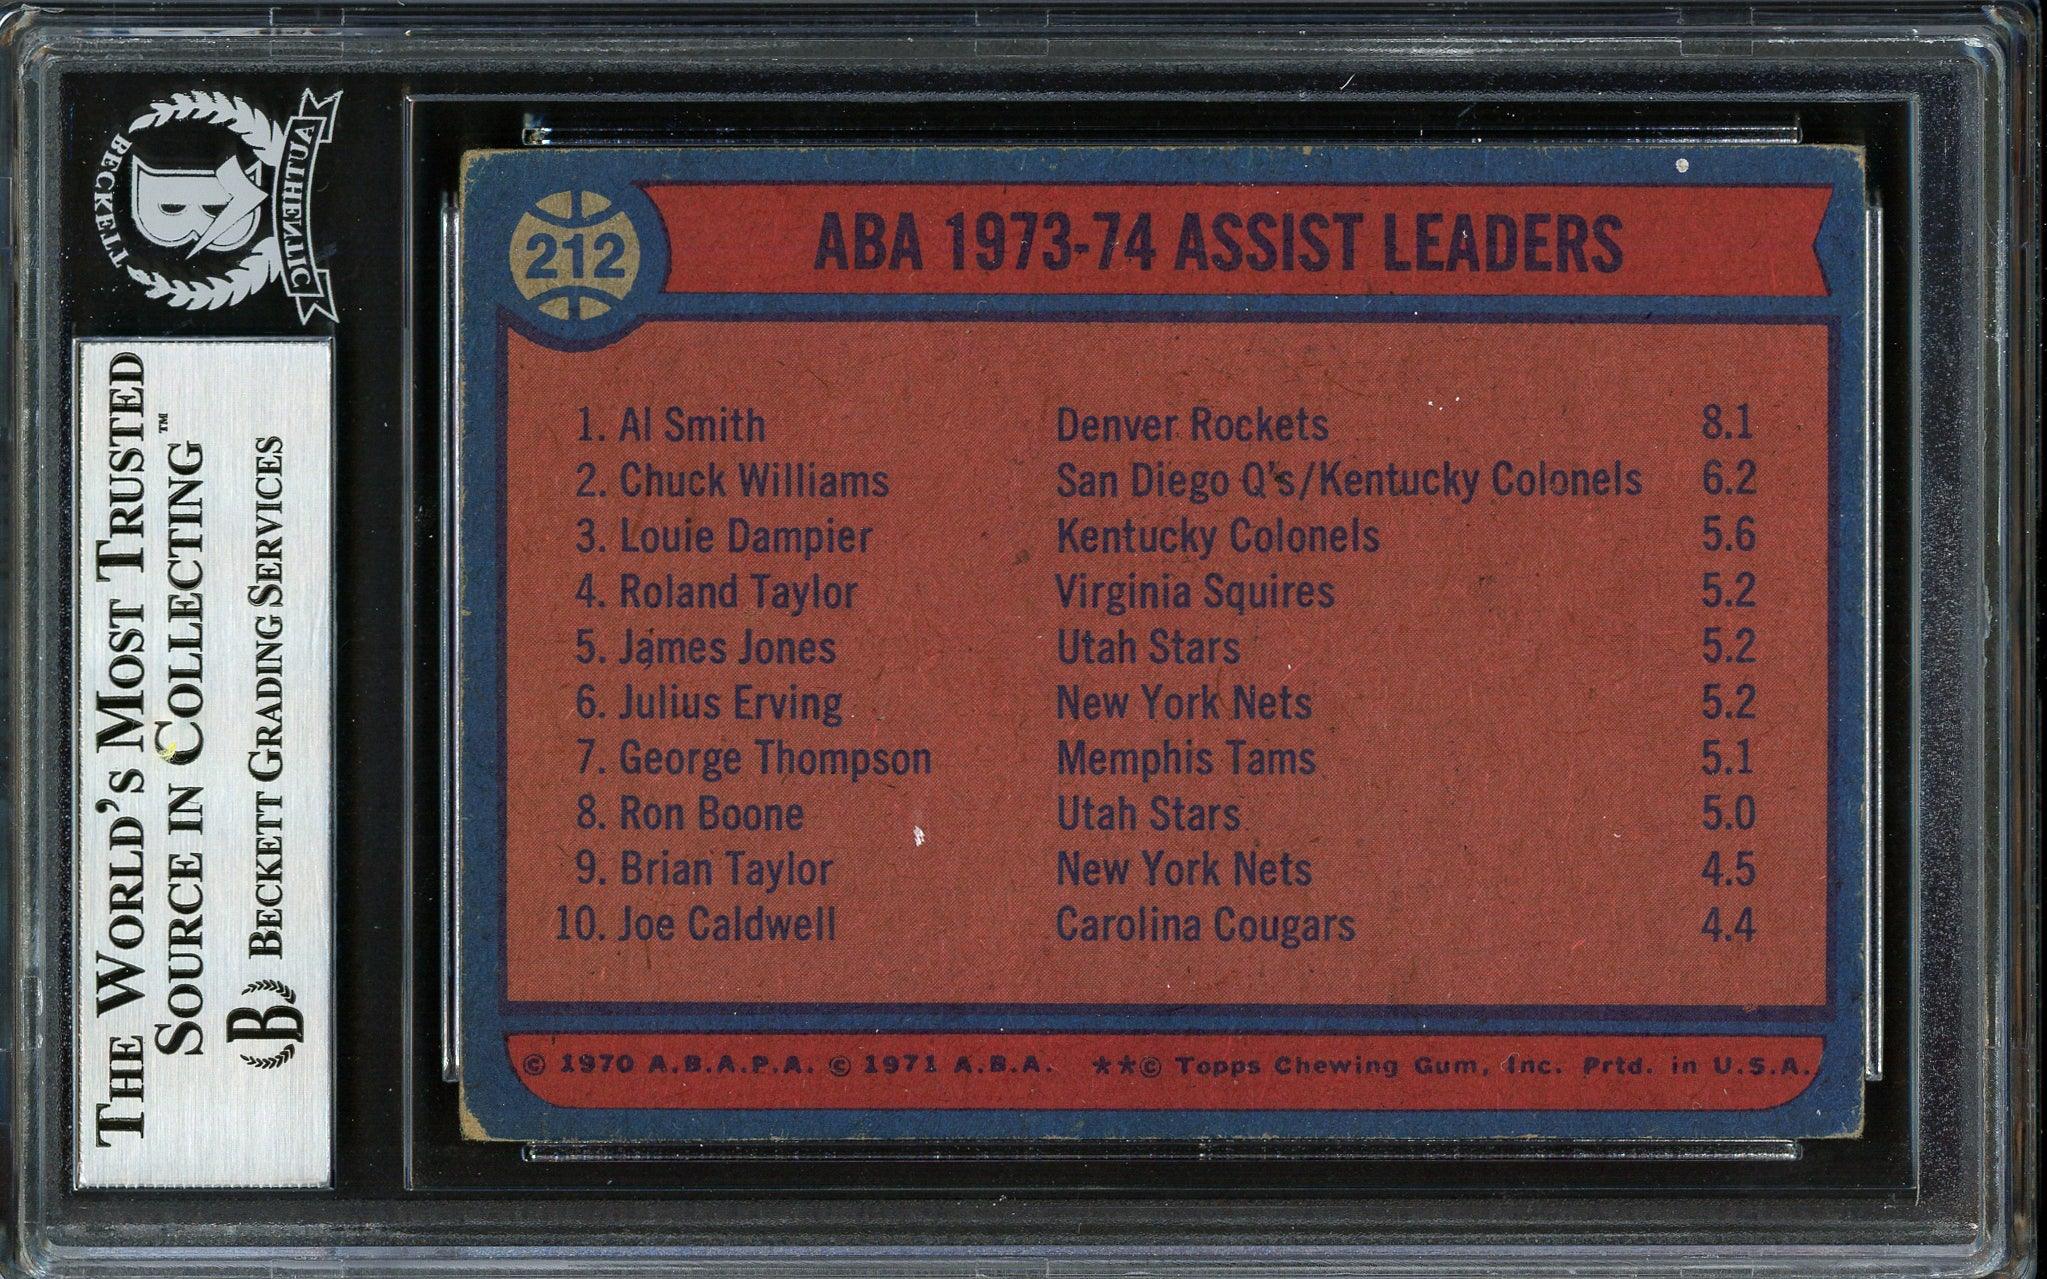 BECKETT AUTHENTIC
B
THE WORLD'S MOST TRUSTED
SOURCE IN COLLECTING™
B BECKETT GRADING SERVICES
212
ABA 1973-74 ASSIST LEADERS
1. Al Smith Denver Rockets 8.1
2. Chuck Williams San Diego Q's/Kentucky Colonels 6.2
3. Louie Dampier Kentucky Colonels 5.6
4. Roland Taylor Virginia Squires 5.2
5. James Jones Utah Stars 5.2
6. Julius Erving New York Nets 5.2
7. George Thompson Memphis Tams 5.1
8. Ron Boone Utah Stars 5.0
9. Brian Taylor New York Nets 4.5
10. Joe Caldwell Carolina Cougars 4.4
© 1970 A.B.A.P.A. © 1971 A.B.A. **© Topps Chewing Gum, Inc. Prtd. in U.S.A.